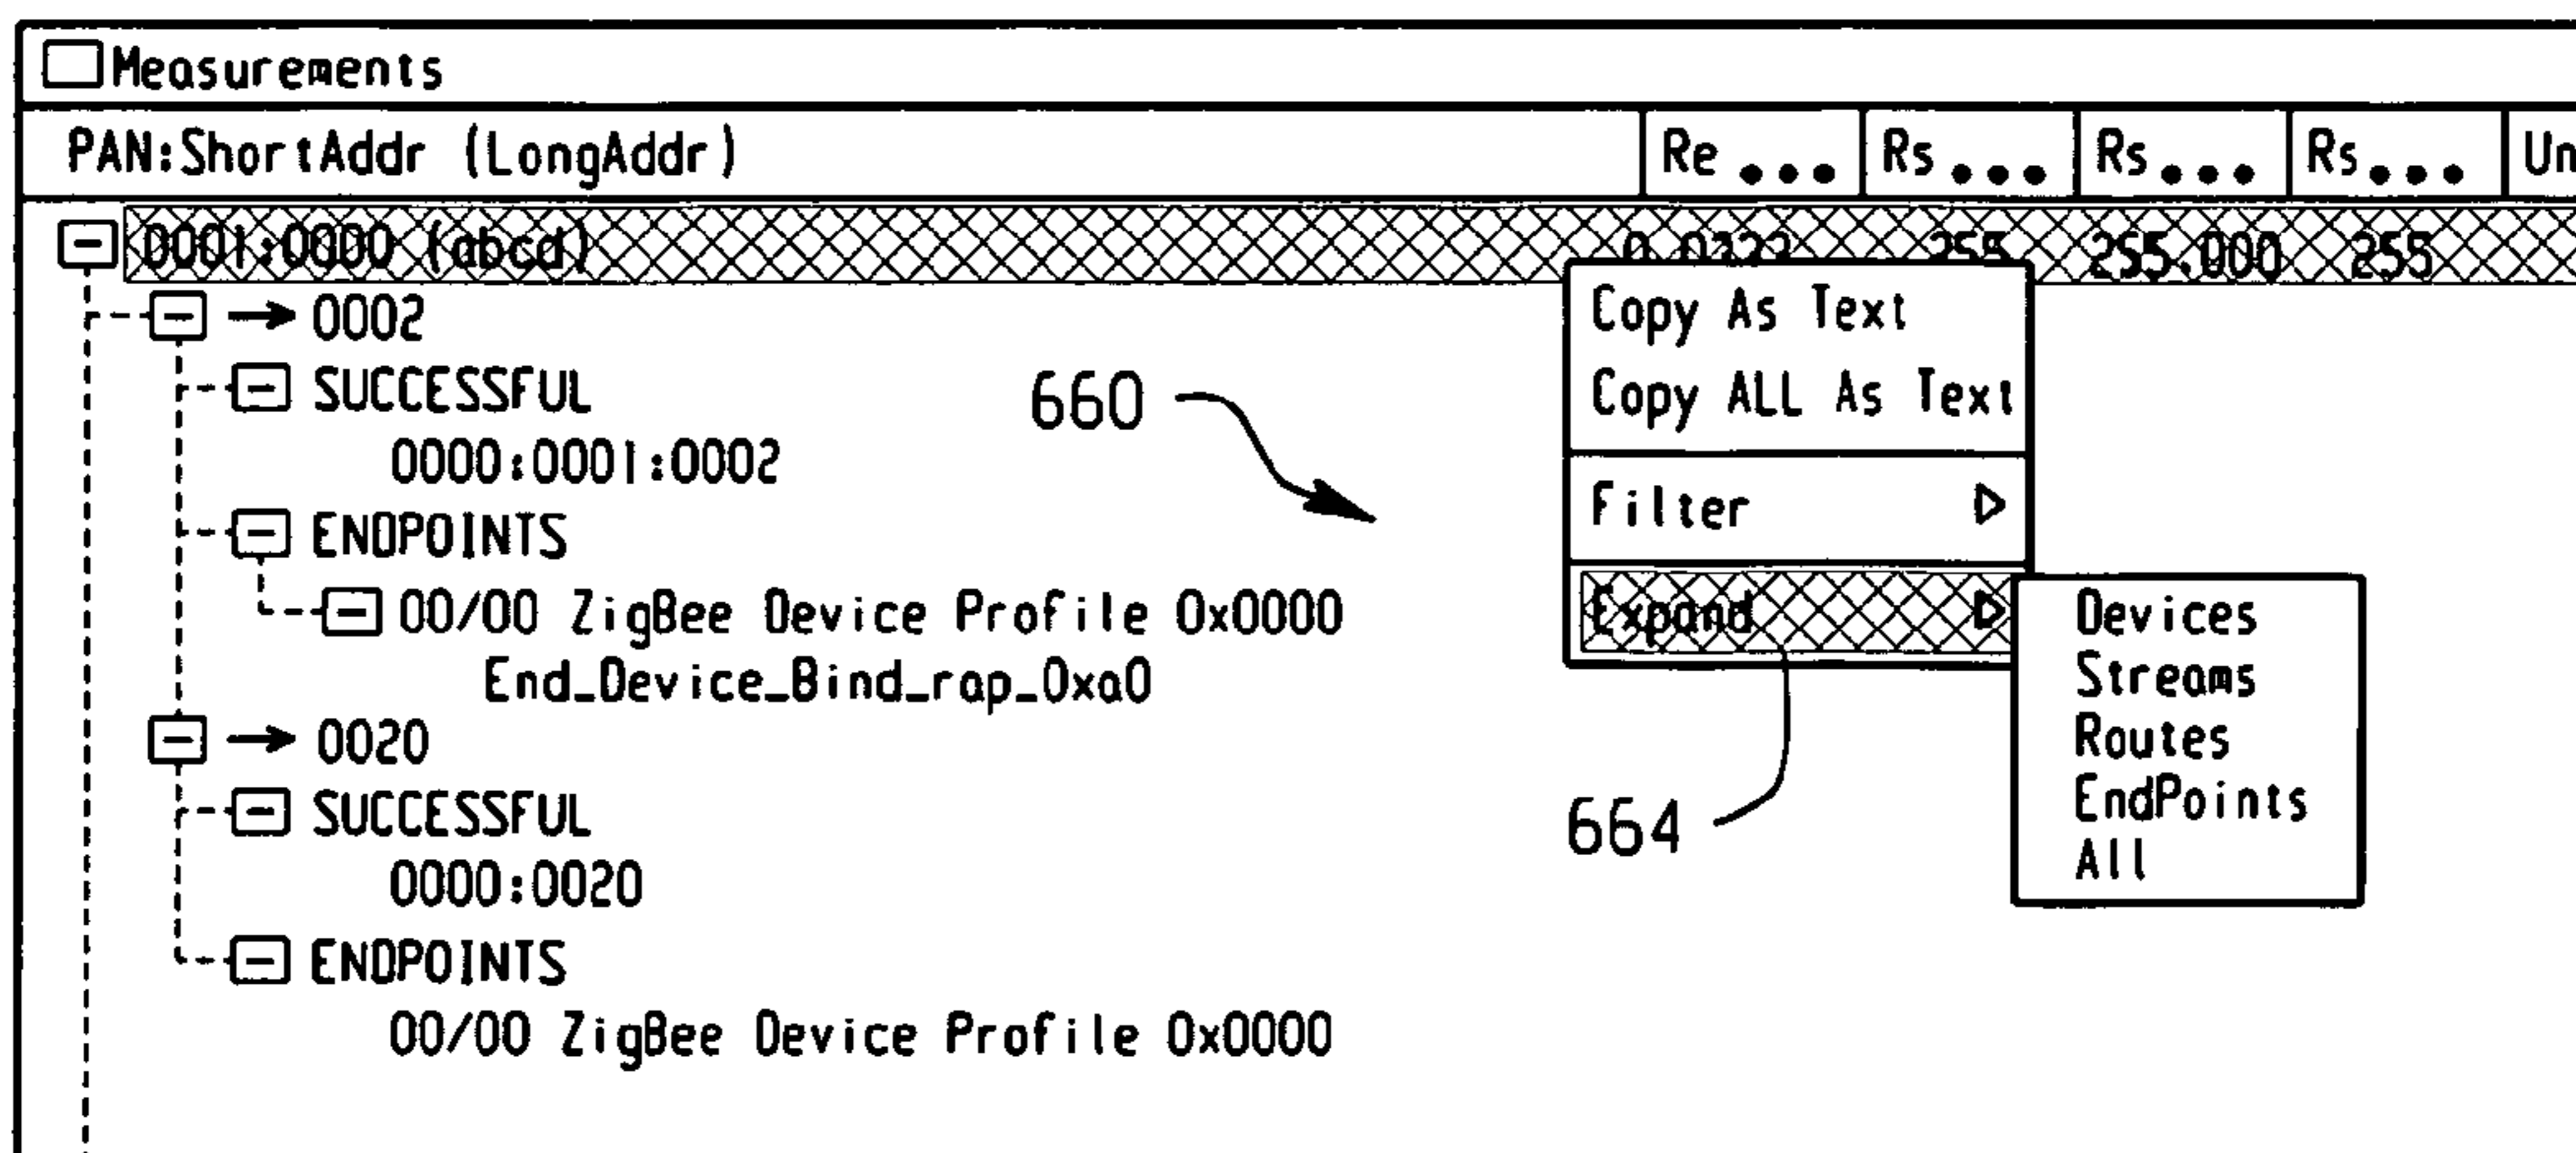 Measurements
PAN:ShortAddr (LongAddr) Re... Rs... Rs... Rs... Un
0001:0000 (abcd) 255 255.000 255
→ 0002
SUCCESSFUL
0000:0001:0002
ENDPOINTS
00/00 ZigBee Device Profile 0x0000
End_Device_Bind_rap_0xa0
→ 0020
SUCCESSFUL
0000:0020
ENDPOINTS
00/00 ZigBee Device Profile 0x0000
660
Copy As Text
Copy ALL As Text
Filter
Expand
664
Devices
Streams
Routes
EndPoints
All